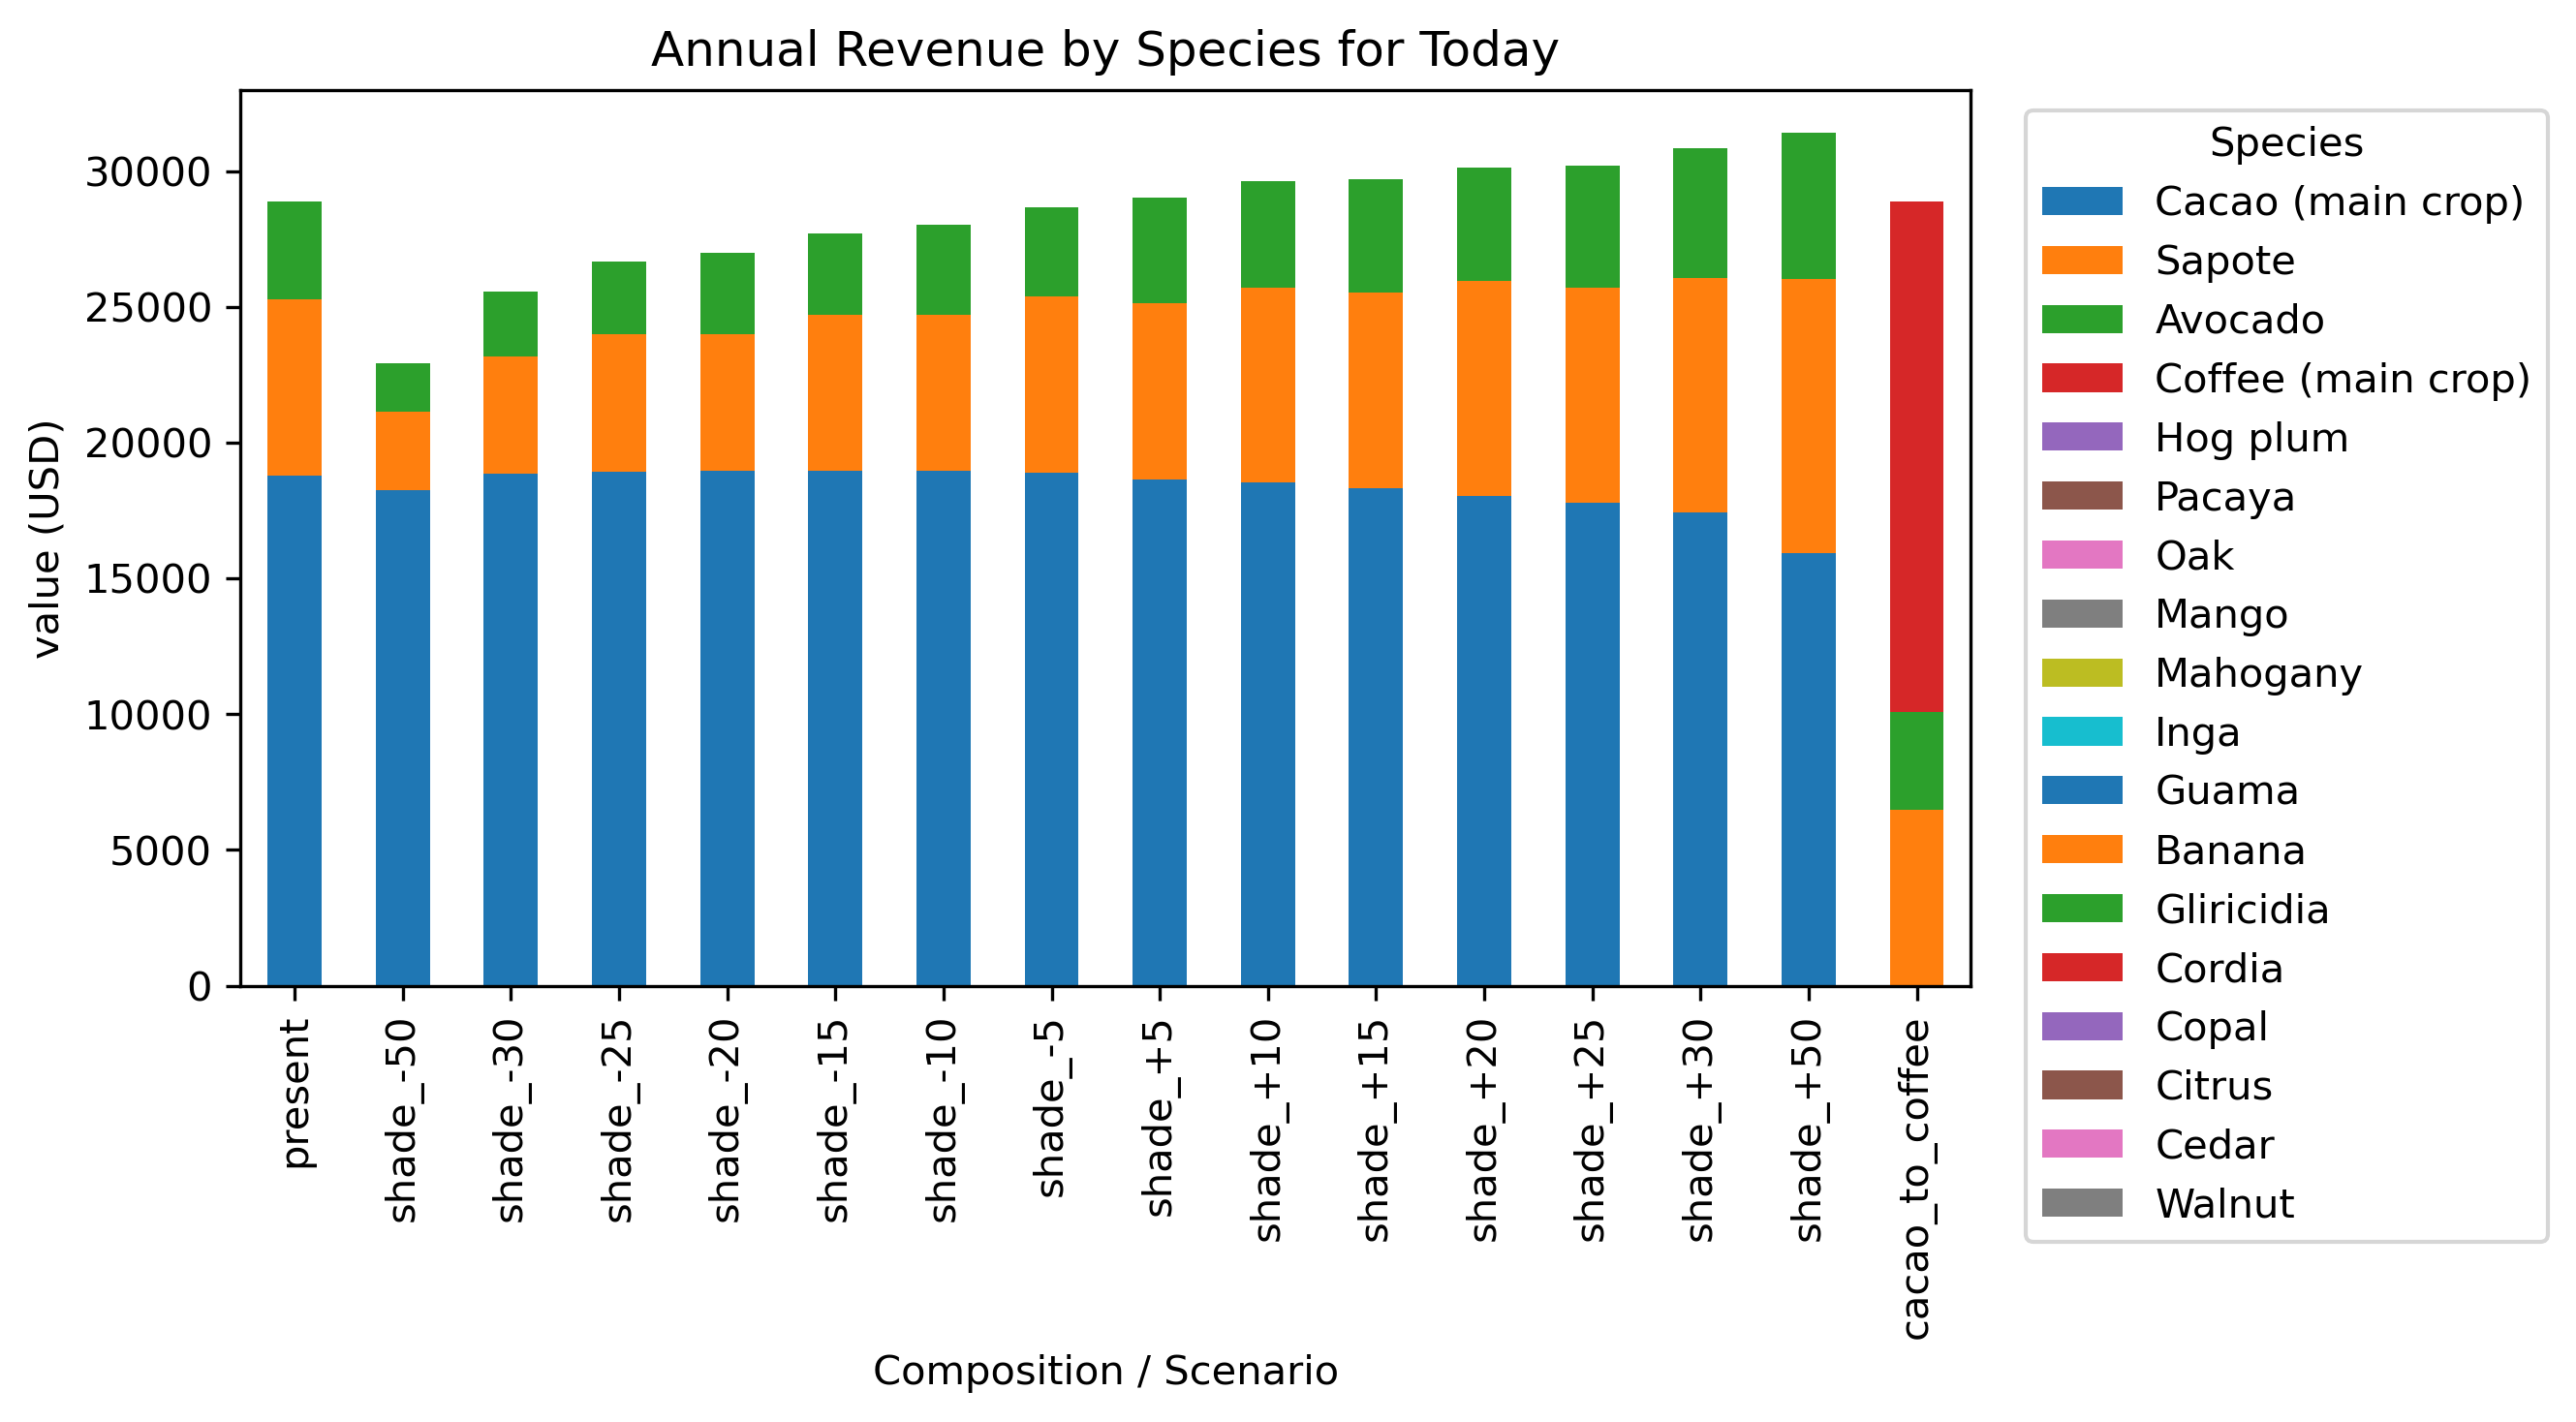 Annual Revenue by Species for Today
value (USD)
30000
25000
20000
15000
10000
5000
0
present
shade_-50
shade_-30
shade_-25
shade_-20
shade_-15
shade_-10
shade_-5
shade_+5
shade_+10
shade_+15
shade_+20
shade_+25
shade_+30
shade_+50
cacao_to_coffee
Composition / Scenario
Species
Cacao (main crop)
Sapote
Avocado
Coffee (main crop)
Hog plum
Pacaya
Oak
Mango
Mahogany
Inga
Guama
Banana
Gliricidia
Cordia
Copal
Citrus
Cedar
Walnut